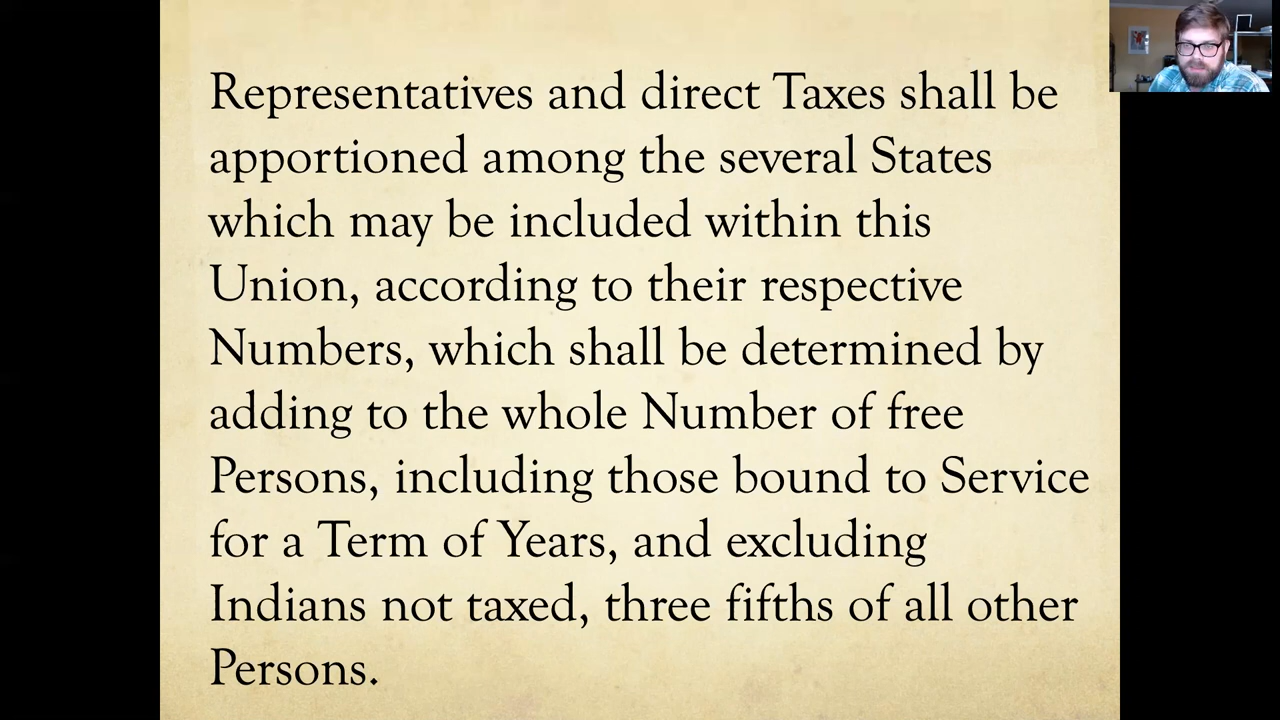 Representatives and direct Taxes shall be
apportioned among the several States
which may be included within this
Union, according to their respective
Numbers, which shall be determined by
adding to the whole Number of free
Persons, including those bound to Service
for a Term of Years, and excluding
Indians not taxed, three fifths of all other
Persons.